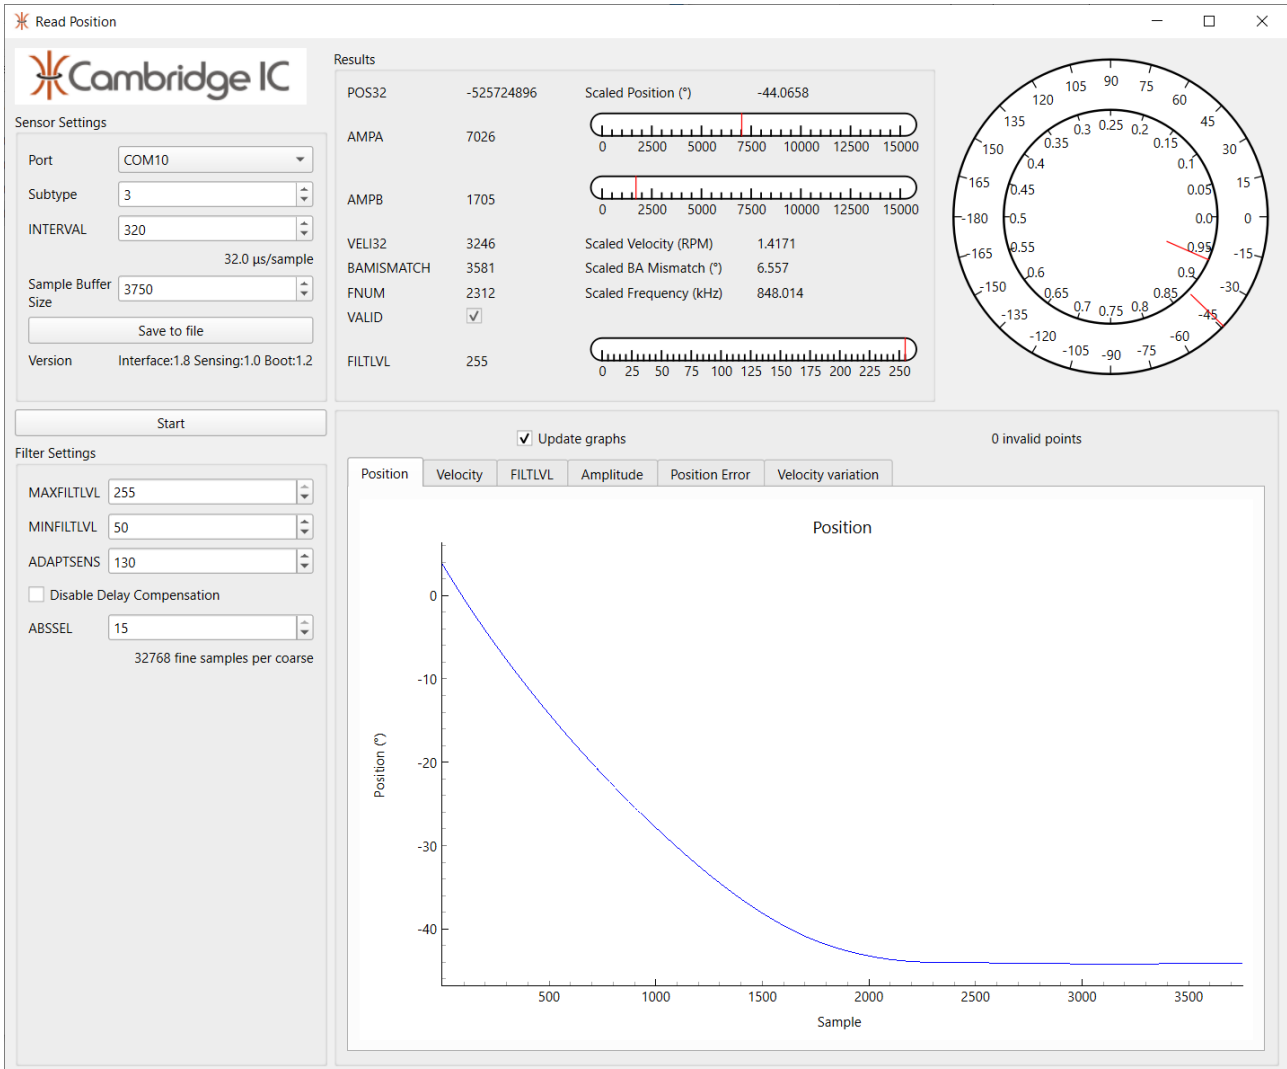 Read Position
Cambridge IC
Sensor Settings
Port COM10
Subtype 3
INTERVAL 320
32.0 µs/sample
Sample Buffer
Size 3750
Save to file
Version Interface:1.8 Sensing:1.0 Boot:1.2
Start
Filter Settings
MAXFILTLVL 255
MINFILTLVL 50
ADAPTSENS 130
Disable Delay Compensation
ABSSEL 15
32768 fine samples per coarse
Results
POS32 -525724896 Scaled Position (°) -44.0658
AMPA 7026
0 2500 5000 7500 10000 12500 15000
AMPB 1705
0 2500 5000 7500 10000 12500 15000
VELI32 3246 Scaled Velocity (RPM) 1.4171
BAMISMATCH 3581 Scaled BA Mismatch (°) 6.557
FNUM 2312 Scaled Frequency (kHz) 848.014
VALID
FILTLVL 255
0 25 50 75 100 125 150 175 200 225 250
90 75 60 45 30 15 0 -15 -30 -45 -60 -75 -90 -105 -120 -135 -150 -165 -180 165 150 135 120 105
0.25 0.2 0.15 0.1 0.05 0.0 0.95 0.9 0.85 0.8 0.75 0.7 0.65 0.6 0.55 0.5 0.45 0.4 0.35 0.3
Update graphs 0 invalid points
Position Velocity FILTLVL Amplitude Position Error Velocity variation
Position
Position (°)
0
-10
-20
-30
-40
500 1000 1500 2000 2500 3000 3500
Sample